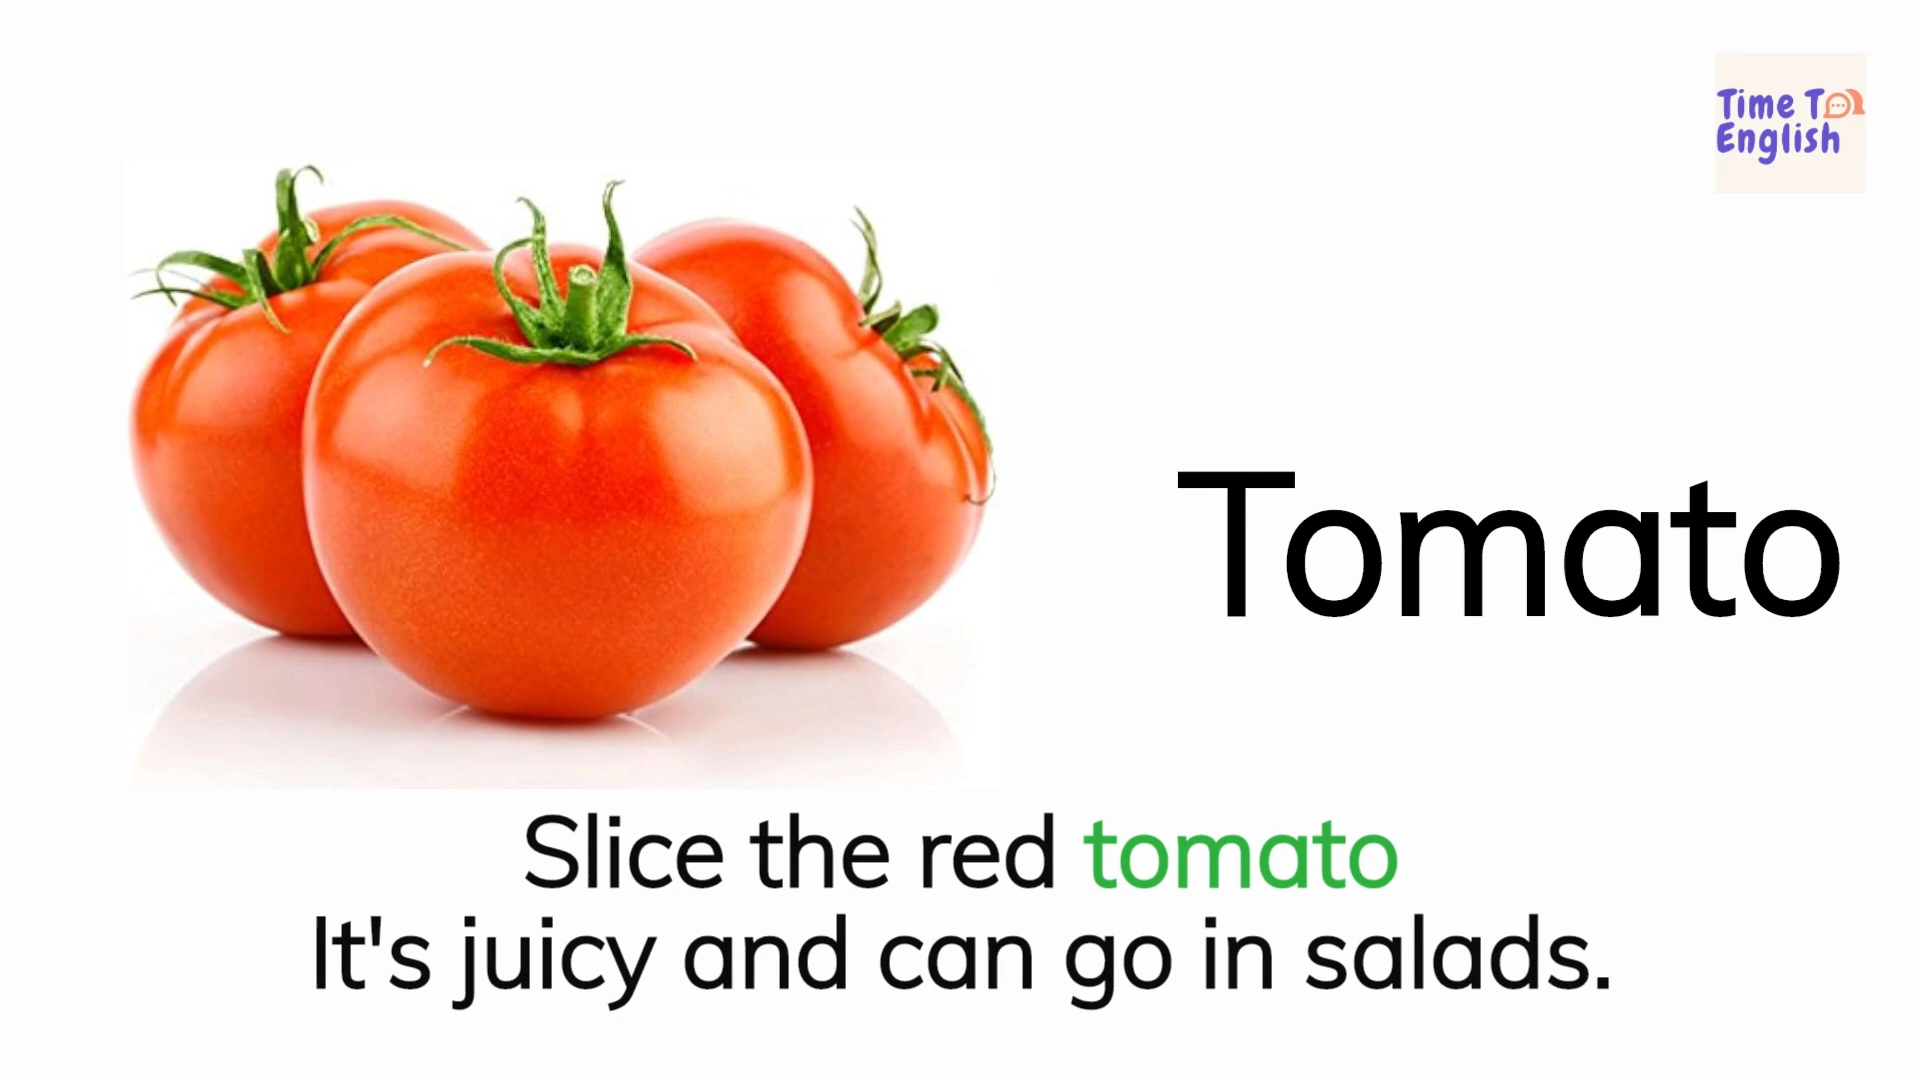 Time To
English
Tomato
Slice the red tomato
It's juicy and can go in salads.